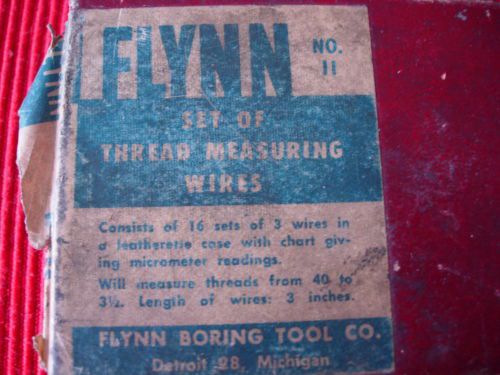 FLYNN
NO.
11
SET OF
THREAD MEASURING
WIRES
Consists of 16 sets of 3 wires in
a leatherette case with chart giv-
ing micrometer readings.
Will measure threads from 40 to
3½. Length of wires: 3 inches.
FLYNN BORING TOOL CO.
Detroit 28, Michigan